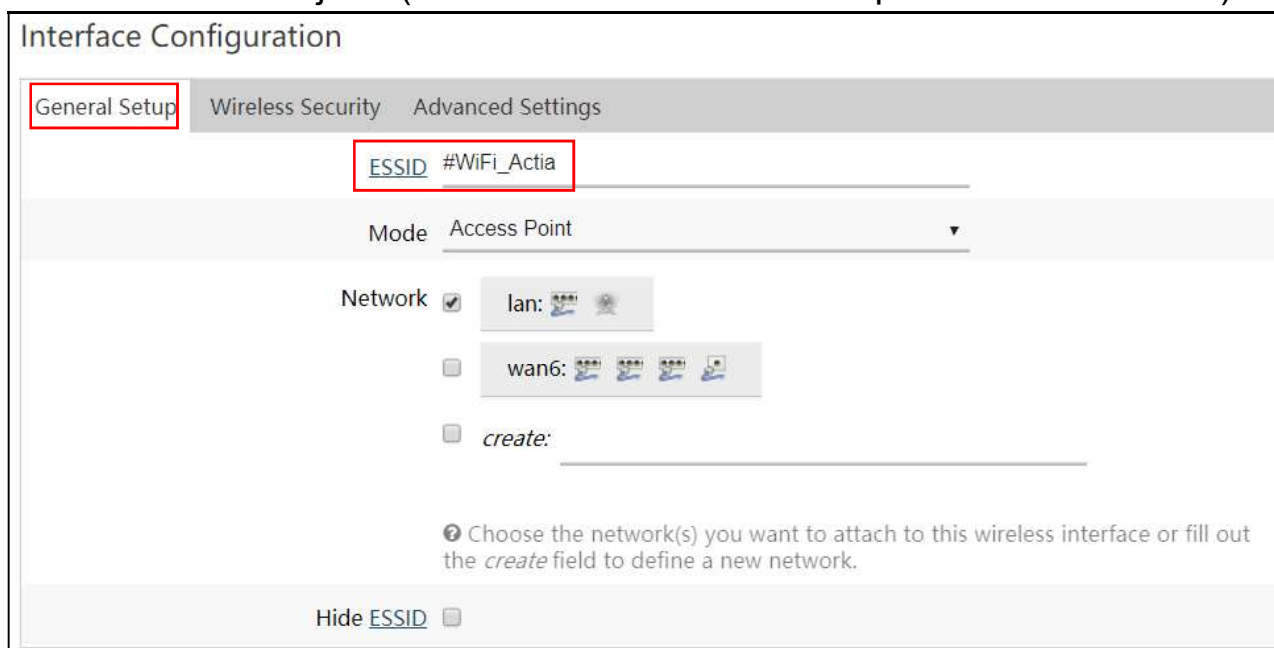 Interface Configuration
General Setup Wireless Security Advanced Settings
ESSID #WiFi_Actia
Mode Access Point
Network lan:
wan6:
create:
Choose the network(s) you want to attach to this wireless interface or fill out
the create field to define a new network.
Hide ESSID